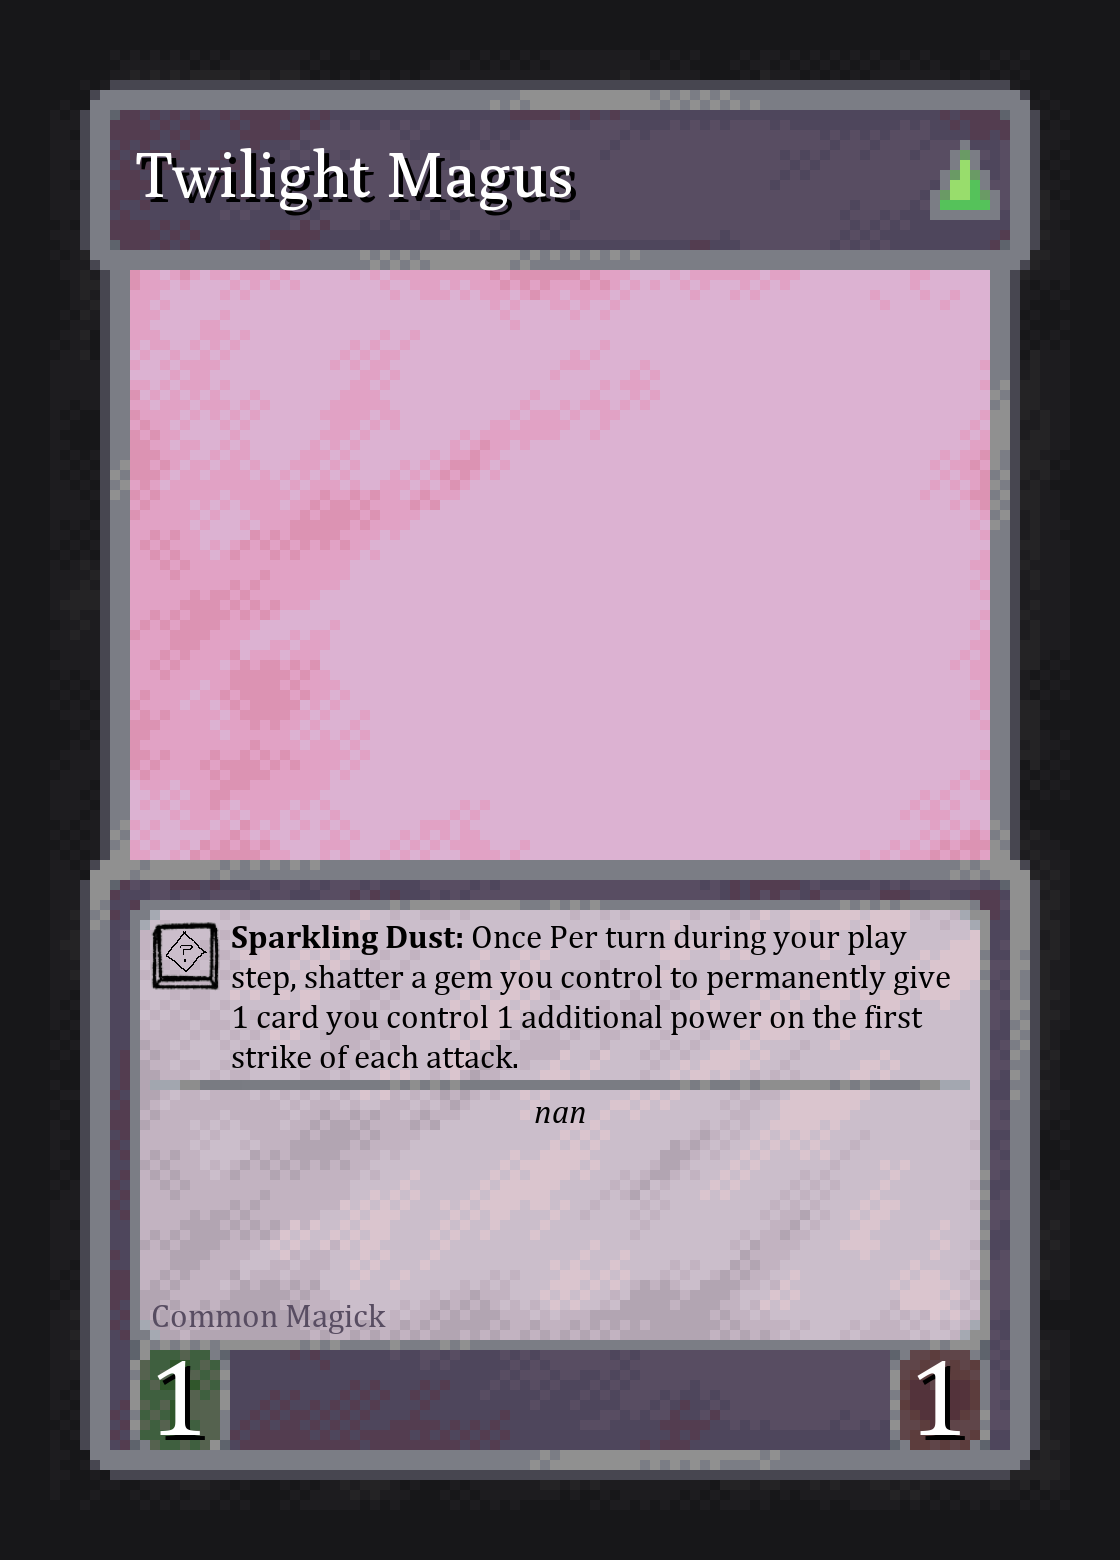 Twilight Magus
?
Sparkling Dust: Once Per turn during your play
step, shatter a gem you control to permanently give
1 card you control 1 additional power on the first
strike of each attack.
nan
Common Magick
1
1